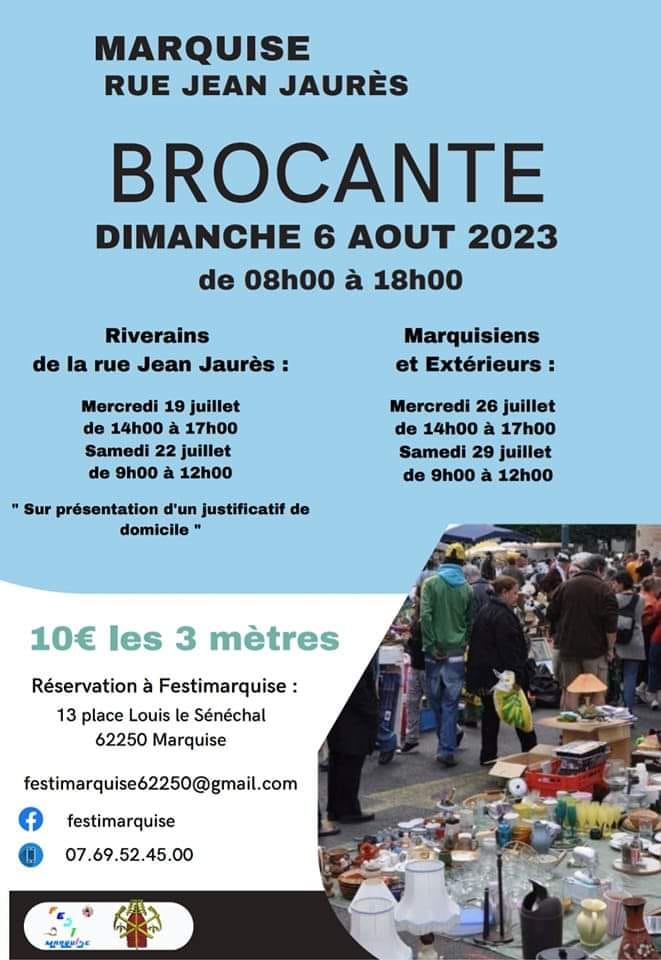 MARQUISE
RUE JEAN JAURÈS
BROCANTE
DIMANCHE 6 AOUT 2023
de 08h00 à 18h00
Riverains
de la rue Jean Jaurès :
Mercredi 19 juillet
de 14h00 à 17h00
Samedi 22 juillet
de 9h00 à 12h00
" Sur présentation d'un justificatif de
domicile "
Marquisiens
et Extérieurs :
Mercredi 26 juillet
de 14h00 à 17h00
Samedi 29 juillet
de 9h00 à 12h00
10€ les 3 mètres
Réservation à Festimarquise :
13 place Louis le Sénéchal
62250 Marquise
festimarquise62250@gmail.com
festimarquise
07.69.52.45.00
FESTI
MARQUISE